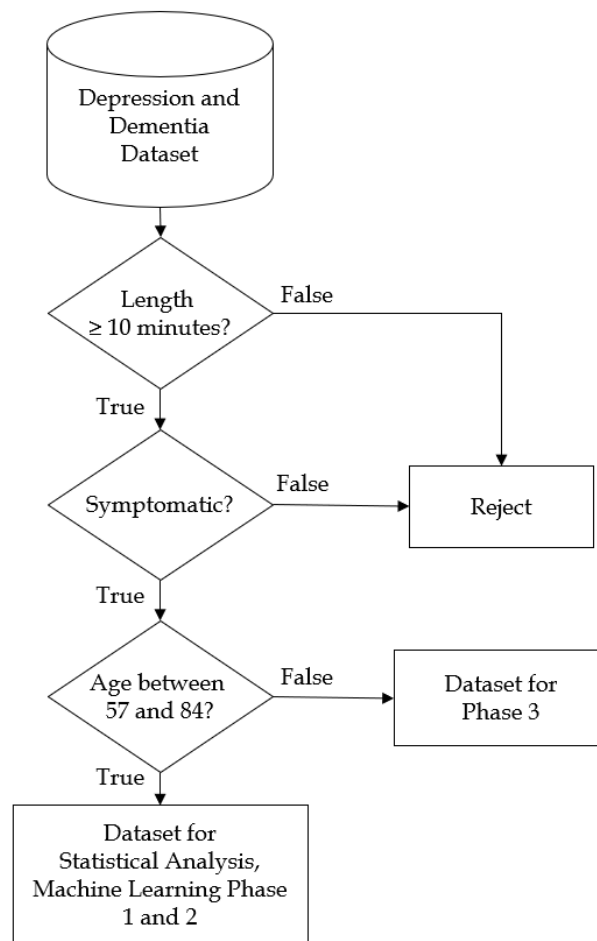 Depression and
Dementia
Dataset
Length
≥ 10 minutes?
False
True
Symptomatic?
False
Reject
True
Age between
57 and 84?
False
Dataset for
Phase 3
True
Dataset for
Statistical Analysis,
Machine Learning Phase
1 and 2